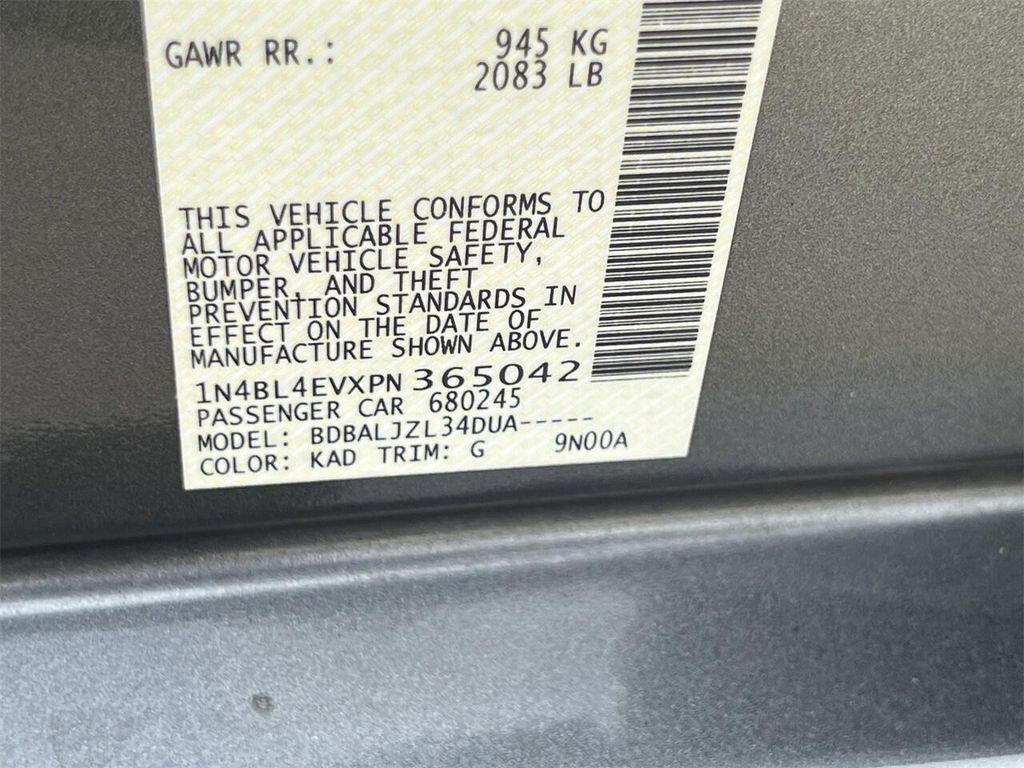 GAWR RR.: 945 KG
2083 LB
THIS VEHICLE CONFORMS TO
ALL APPLICABLE FEDERAL
MOTOR VEHICLE SAFETY,
BUMPER, AND THEFT
PREVENTION STANDARDS IN
EFFECT ON THE DATE OF
MANUFACTURE SHOWN ABOVE.
1N4BL4EVXPN 365042
PASSENGER CAR 680245
MODEL: BDBALJZL34DUA-----
COLOR: KAD TRIM: G 9N00A